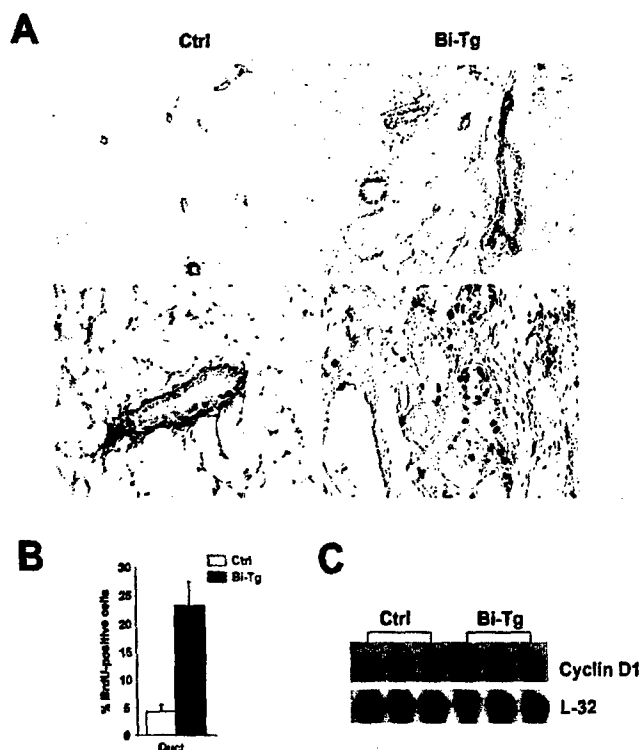 A
Ctrl Bi-Tg
B
% BrdU-positive cells
30
25
20
15
10
5
0
Ctrl
Bi-Tg
Duct
C
Ctrl Bi-Tg
Cyclin D1
L-32